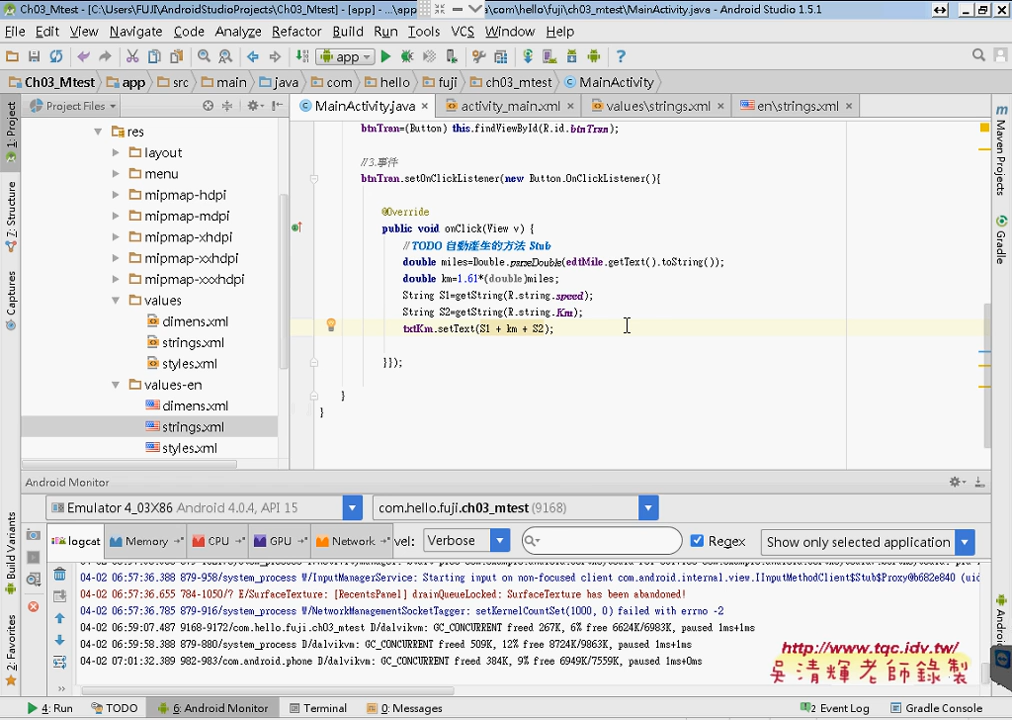 Ch03_Mtest - [C:\Users\FUJI\AndroidStudioProjects\Ch03_Mtest] - [app] - ...\app
a\com\hello\fuji\ch03_mtest\MainActivity.java - Android Studio 1.5.1
File Edit View Navigate Code Analyze Refactor Build Run Tools VCS Window Help
app
Ch03_Mtest app src main java com hello fuji ch03_mtest MainActivity
Project Files
MainActivity.java activity_main.xml values\strings.xml en\strings.xml
1: Project
7: Structure
Captures
Build Variants
2: Favorites
res
layout
menu
mipmap-hdpi
mipmap-mdpi
mipmap-xhdpi
mipmap-xxhdpi
mipmap-xxxhdpi
values
dimens.xml
strings.xml
styles.xml
values-en
dimens.xml
strings.xml
styles.xml
btnTran=(Button) this.findViewById(R.id.btnTran);
//3.事件
btnTran.setOnClickListener(new Button.OnClickListener(){
@Override
public void onClick(View v) {
//TODO 自動產生的方法 Stub
double miles=Double.parseDouble(edtMile.getText().toString());
double km=1.61*(double)miles;
String S1=getString(R.string.speed);
String S2=getString(R.string.Km);
txtKm.setText(S1 + km + S2);
}});
}
}
Maven Projects
Gradle
Android Monitor
Emulator 4_03X86 Android 4.0.4, API 15
com.hello.fuji.ch03_mtest (9168)
logcat Memory CPU GPU Network vel: Verbose Regex Show only selected application
04-02 06:57:36.388 879-958/system_process W/InputManagerService: Starting input on non-focused client com.android.internal.view.IInputMethodClient$Stub$Proxy@b682e840 (uid
04-02 06:57:36.655 784-1050/? E/SurfaceTexture: [RecentsPanel] drainQueueLocked: SurfaceTexture has been abandoned!
04-02 06:57:36.785 879-916/system_process W/NetworkManagementSocketTagger: setKernelCountSet(1000, 0) failed with errno -2
04-02 06:59:07.487 9168-9172/com.hello.fuji.ch03_mtest D/dalvikvm: GC_CONCURRENT freed 267K, 6% free 6624K/6983K, paused 1ms+1ms
04-02 06:59:58.388 879-880/system_process D/dalvikvm: GC_CONCURRENT freed 509K, 12% free 8724K/9863K, paused 1ms+1ms
04-02 07:01:32.389 982-983/com.android.phone D/dalvikvm: GC_CONCURRENT freed 384K, 9% free 6949K/7559K, paused 1ms+0ms
http://www.tqc.idv.tw/
吳清輝老師錄製
4: Run TODO 6: Android Monitor Terminal 0: Messages 2 Event Log Gradle Console